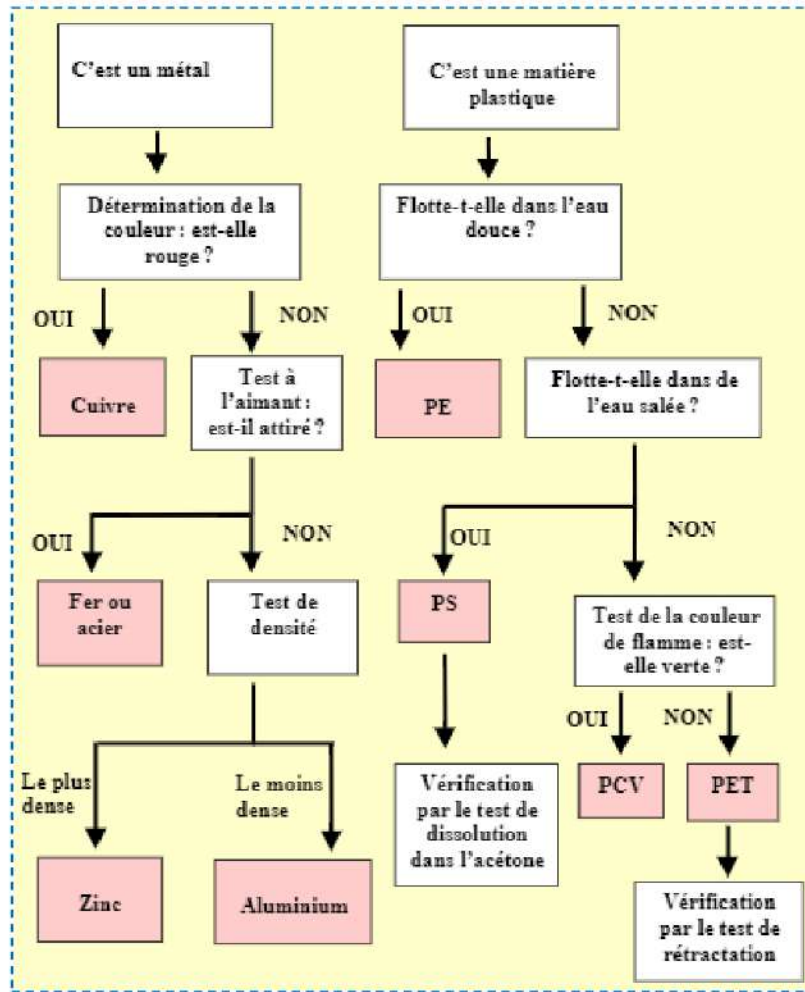 C'est un métal
C'est une matière
plastique
Détermination de la
couleur : est-elle
rouge ?
Flotte-t-elle dans l'eau
douce ?
OUI
NON
OUI
NON
Cuivre
Test à
l'aimant :
est-il attiré ?
PE
Flotte-t-elle dans de
l'eau salée ?
OUI
NON
OUI
NON
Fer ou
acier
Test de
densité
PS
Test de la couleur
de flamme : est-
elle verte ?
OUI
NON
Le plus
dense
Le moins
dense
Vérification
par le test de
dissolution
dans l'acétone
PCV
PET
Zinc
Aluminium
Vérification
par le test de
rétractation